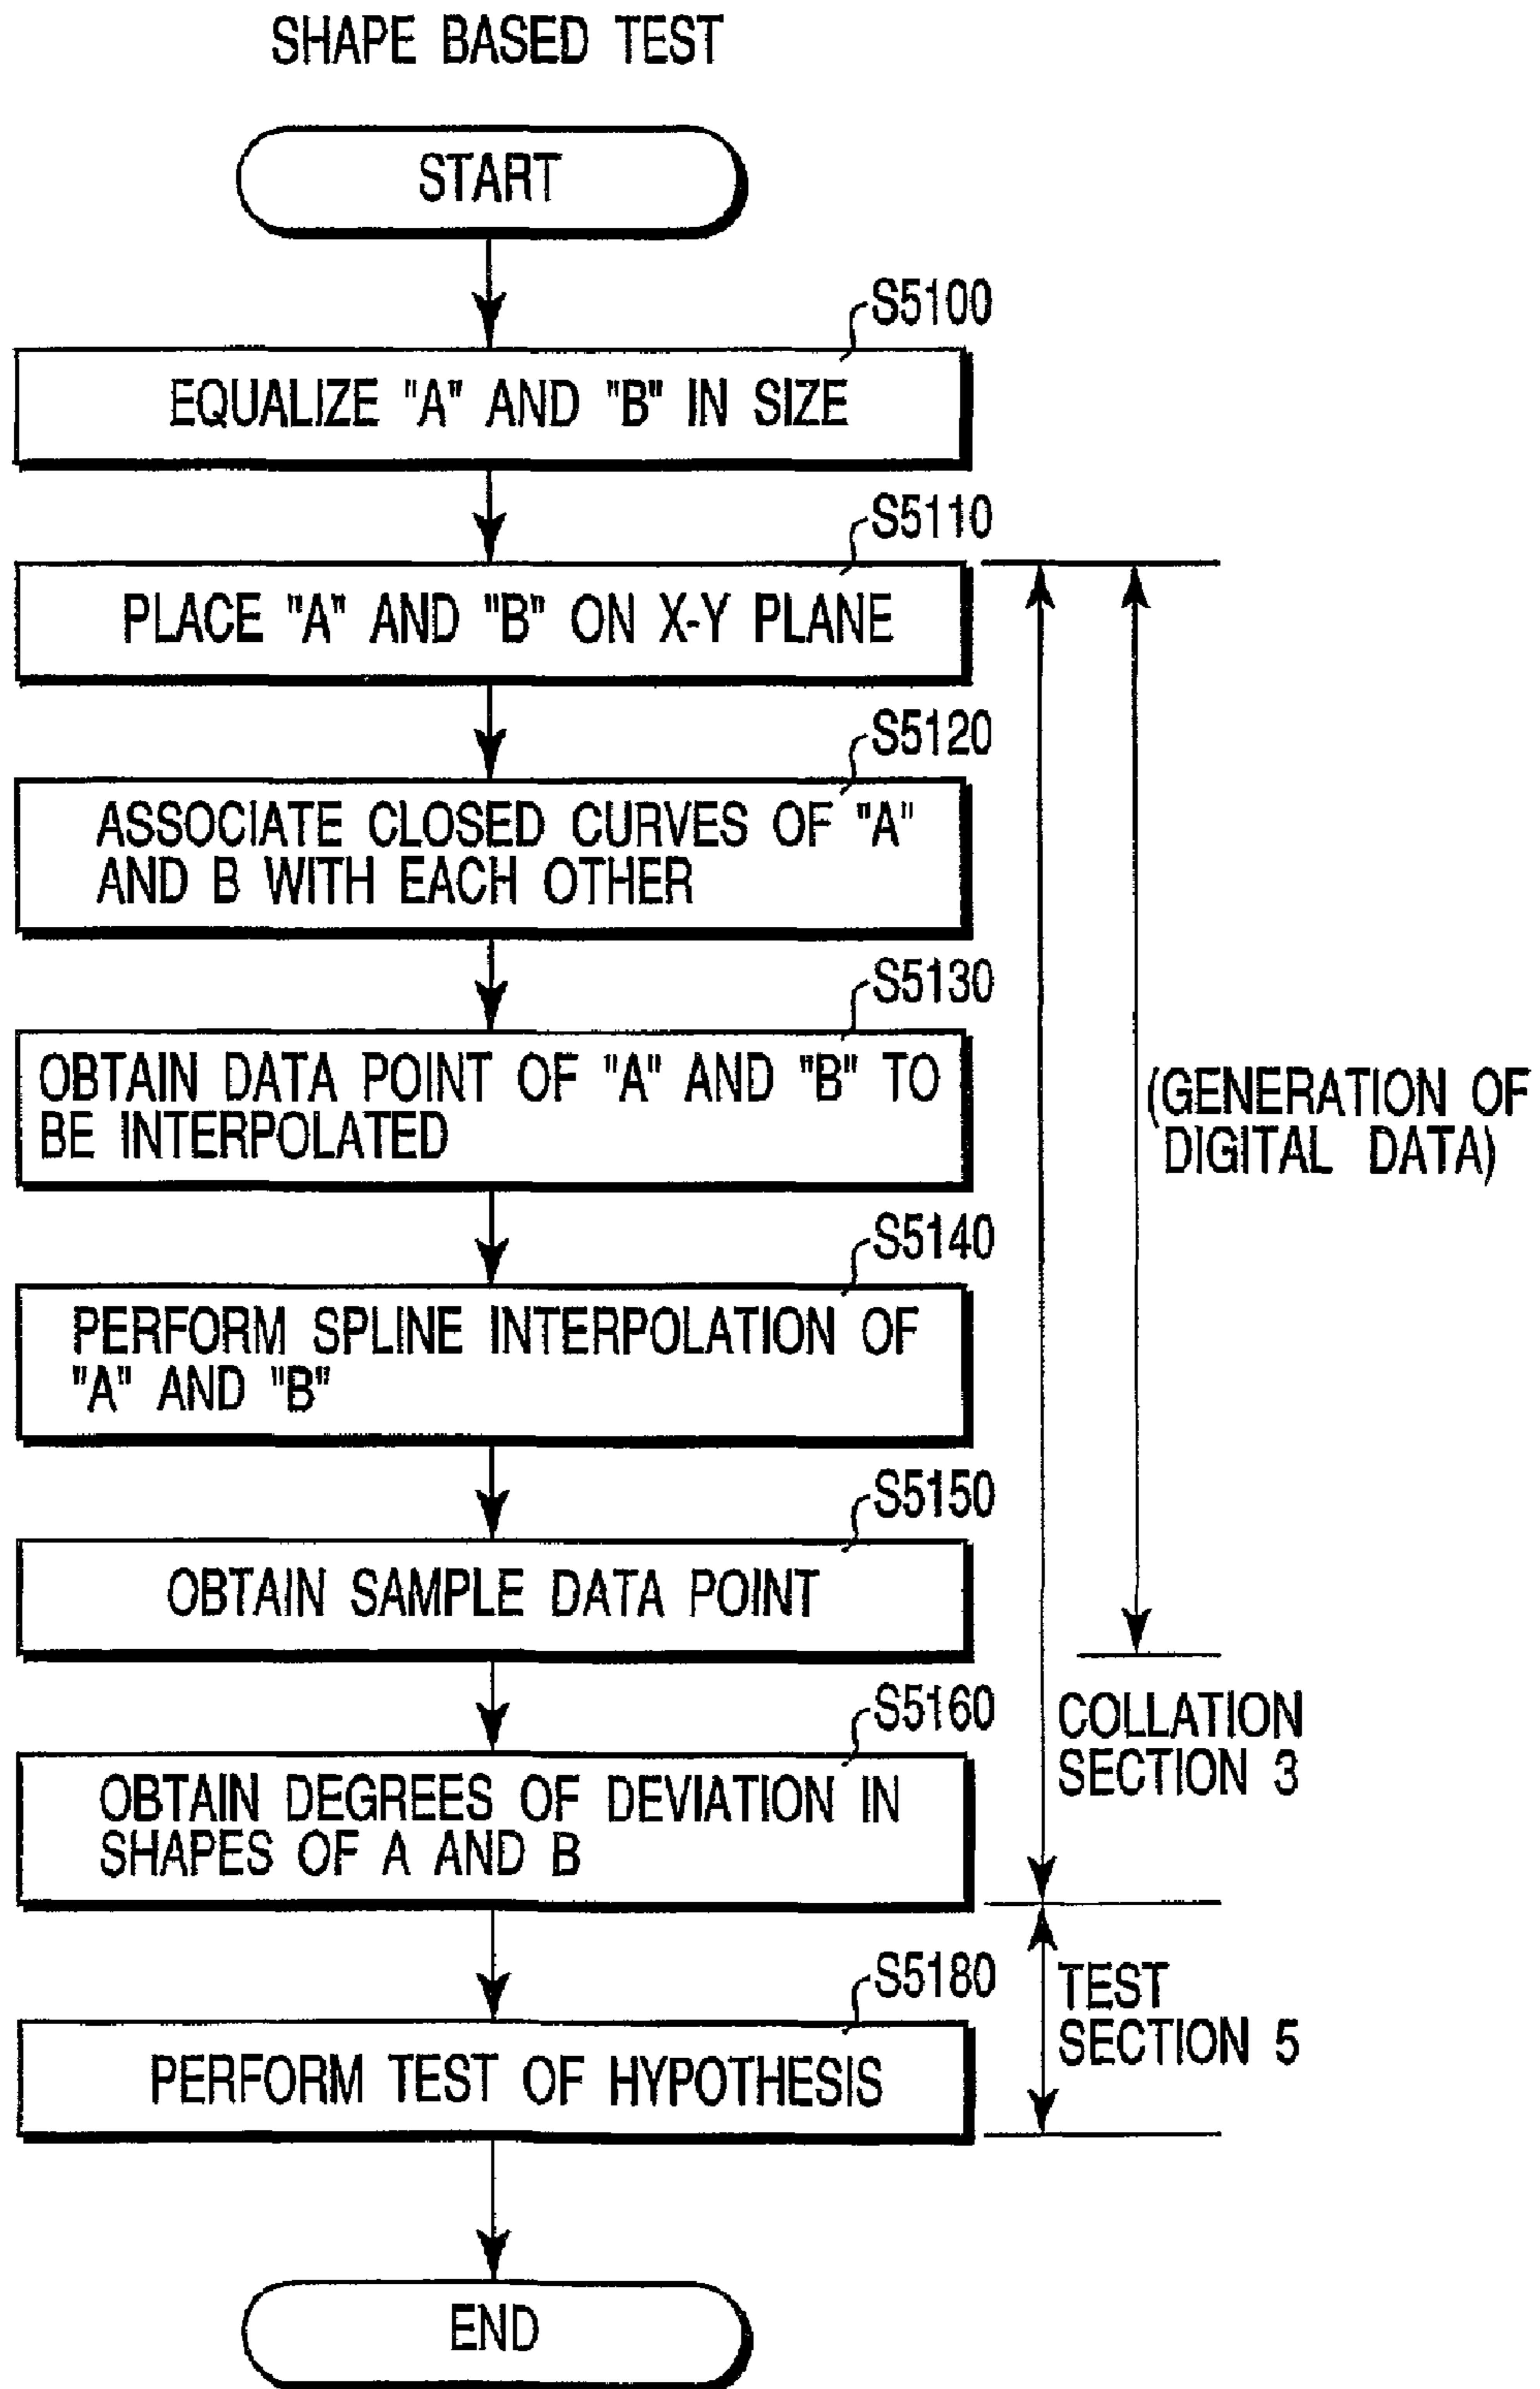 SHAPE BASED TEST
START
S5100
EQUALIZE "A" AND "B" IN SIZE
S5110
PLACE "A" AND "B" ON X-Y PLANE
S5120
ASSOCIATE CLOSED CURVES OF "A"
AND B WITH EACH OTHER
S5130
OBTAIN DATA POINT OF "A" AND "B" TO
BE INTERPOLATED
(GENERATION OF
DIGITAL DATA)
S5140
PERFORM SPLINE INTERPOLATION OF
"A" AND "B"
S5150
OBTAIN SAMPLE DATA POINT
S5160
OBTAIN DEGREES OF DEVIATION IN
SHAPES OF A AND B
COLLATION
SECTION 3
S5180
PERFORM TEST OF HYPOTHESIS
TEST
SECTION 5
END